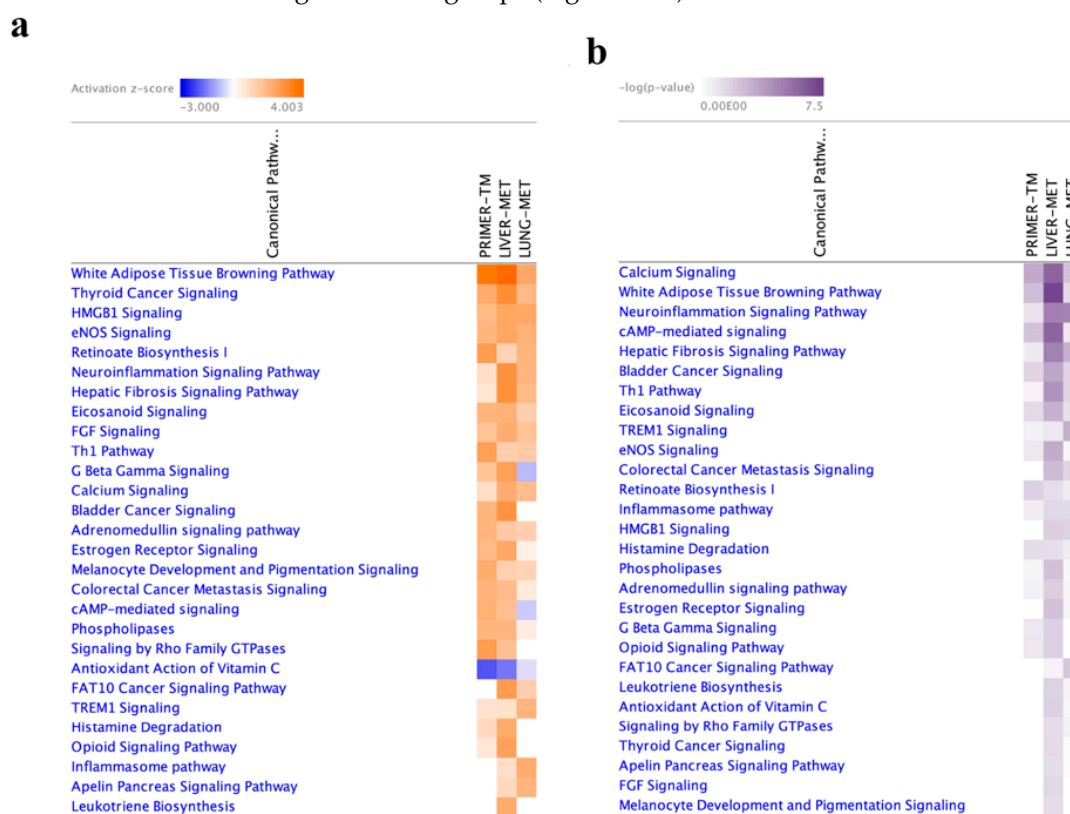 a
Activation z-score
-3.000 4.003
Canonical Pathw...
PRIMER-TM
LIVER-MET
LUNG-MET
White Adipose Tissue Browning Pathway
Thyroid Cancer Signaling
HMGB1 Signaling
eNOS Signaling
Retinoate Biosynthesis I
Neuroinflammation Signaling Pathway
Hepatic Fibrosis Signaling Pathway
Eicosanoid Signaling
FGF Signaling
Th1 Pathway
G Beta Gamma Signaling
Calcium Signaling
Bladder Cancer Signaling
Adrenomedullin signaling pathway
Estrogen Receptor Signaling
Melanocyte Development and Pigmentation Signaling
Colorectal Cancer Metastasis Signaling
cAMP-mediated signaling
Phospholipases
Signaling by Rho Family GTPases
Antioxidant Action of Vitamin C
FAT10 Cancer Signaling Pathway
TREM1 Signaling
Histamine Degradation
Opioid Signaling Pathway
Inflammasome pathway
Apelin Pancreas Signaling Pathway
Leukotriene Biosynthesis
b
-log(p-value)
0.00E00 7.5
Canonical Pathw...
PRIMER-TM
LIVER-MET
Calcium Signaling
White Adipose Tissue Browning Pathway
Neuroinflammation Signaling Pathway
cAMP-mediated signaling
Hepatic Fibrosis Signaling Pathway
Bladder Cancer Signaling
Th1 Pathway
Eicosanoid Signaling
TREM1 Signaling
eNOS Signaling
Colorectal Cancer Metastasis Signaling
Retinoate Biosynthesis I
Inflammasome pathway
HMGB1 Signaling
Histamine Degradation
Phospholipases
Adrenomedullin signaling pathway
Estrogen Receptor Signaling
G Beta Gamma Signaling
Opioid Signaling Pathway
FAT10 Cancer Signaling Pathway
Leukotriene Biosynthesis
Antioxidant Action of Vitamin C
Signaling by Rho Family GTPases
Thyroid Cancer Signaling
Apelin Pancreas Signaling Pathway
FGF Signaling
Melanocyte Development and Pigmentation Signaling